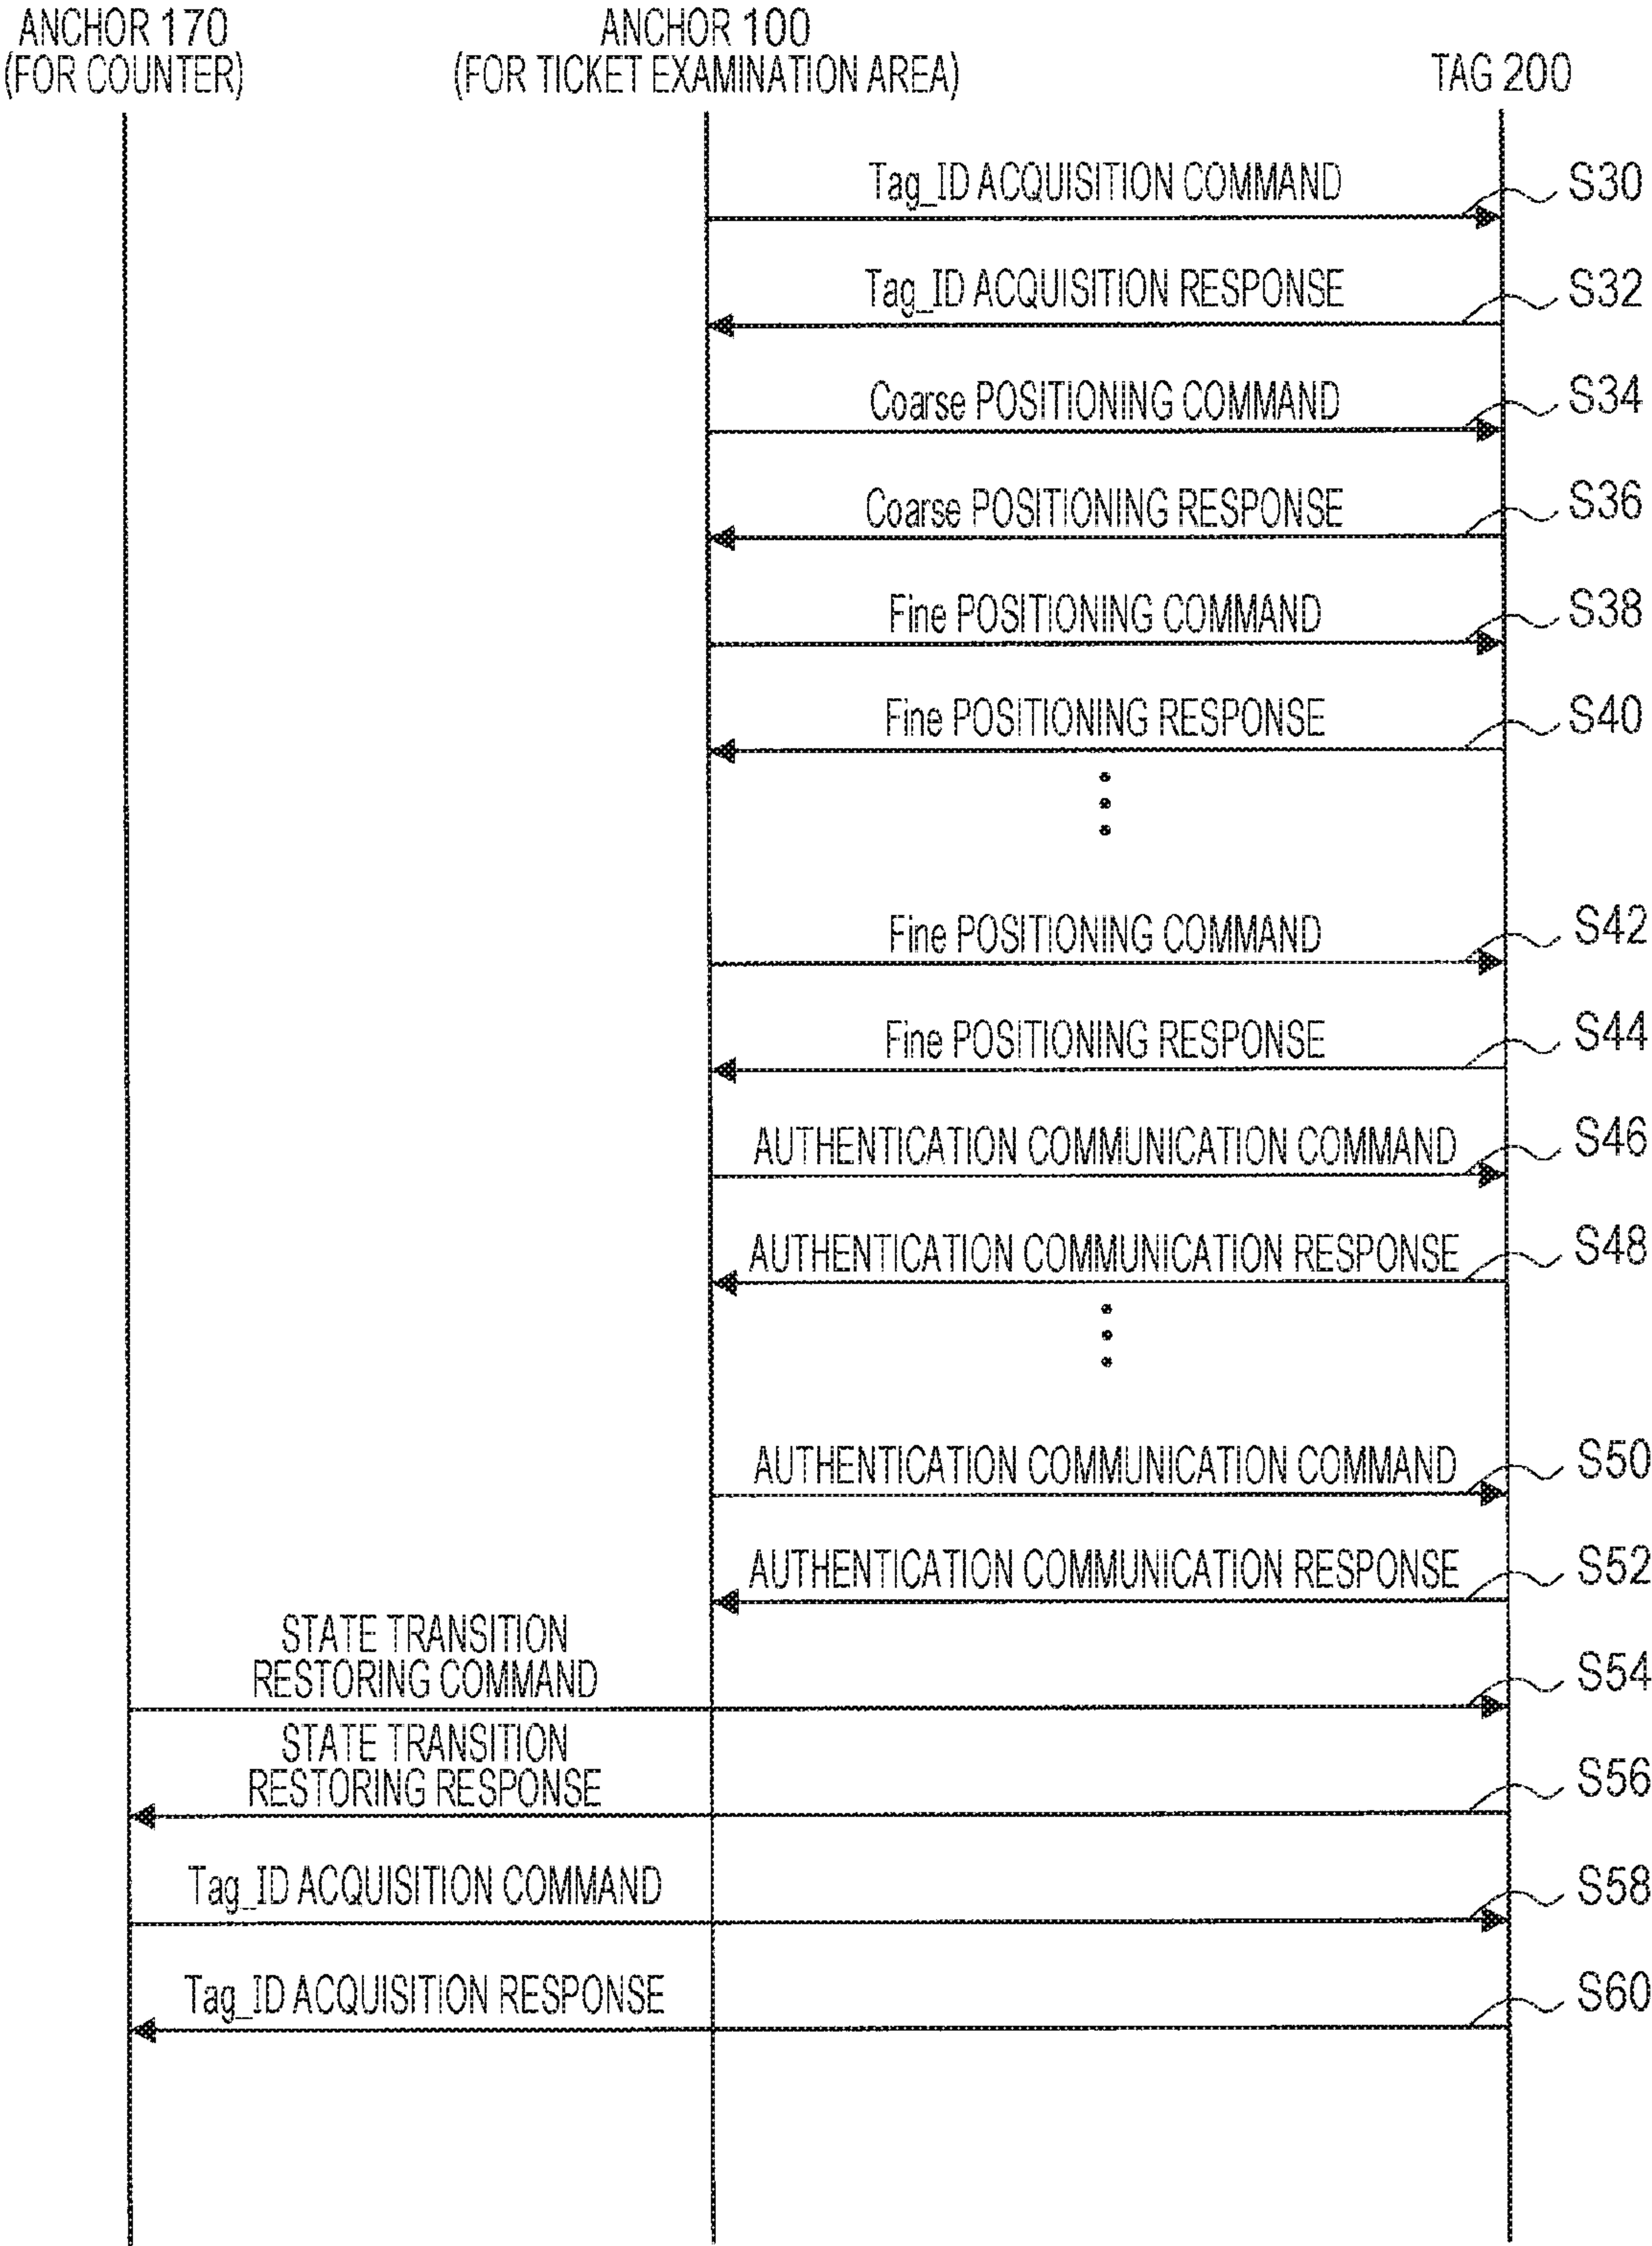 ANCHOR 170
(FOR COUNTER)
ANCHOR 100
(FOR TICKET EXAMINATION AREA)
TAG 200
Tag_ID ACQUISITION COMMAND
S30
Tag_ID ACQUISITION RESPONSE
S32
Coarse POSITIONING COMMAND
S34
Coarse POSITIONING RESPONSE
S36
Fine POSITIONING COMMAND
S38
Fine POSITIONING RESPONSE
S40
Fine POSITIONING COMMAND
S42
Fine POSITIONING RESPONSE
S44
AUTHENTICATION COMMUNICATION COMMAND
S46
AUTHENTICATION COMMUNICATION RESPONSE
S48
AUTHENTICATION COMMUNICATION COMMAND
S50
AUTHENTICATION COMMUNICATION RESPONSE
S52
STATE TRANSITION
RESTORING COMMAND
S54
STATE TRANSITION
RESTORING RESPONSE
S56
Tag_ID ACQUISITION COMMAND
S58
Tag_ID ACQUISITION RESPONSE
S60